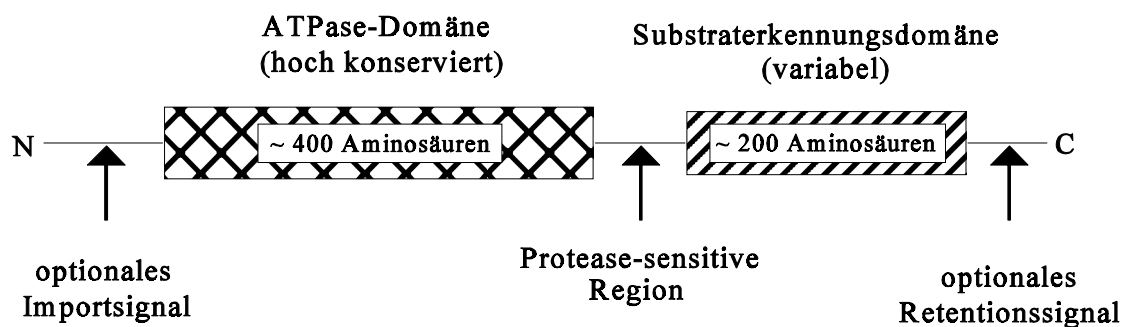 ATPase-Domäne
(hoch konserviert)
Substraterkennungsdomäne
(variabel)
N
~ 400 Aminosäuren
~ 200 Aminosäuren
C
optionales
Importsignal
Protease-sensitive
Region
optionales
Retentionssignal